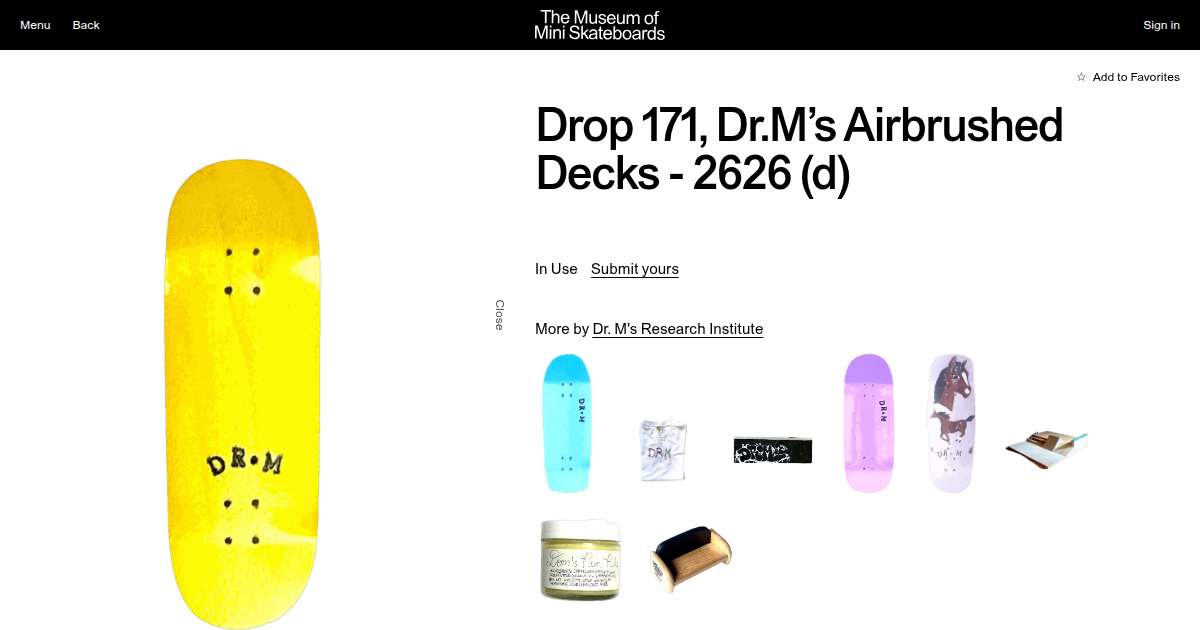 Menu
Back
The Museum of
Mini Skateboards
Sign in
☆ Add to Favorites
Drop 171, Dr.M’s Airbrushed
Decks - 2626 (d)
In Use
Submit yours
Close
More by Dr. M's Research Institute
DR•M
DR•M
DR•M
DR•M
DR•M